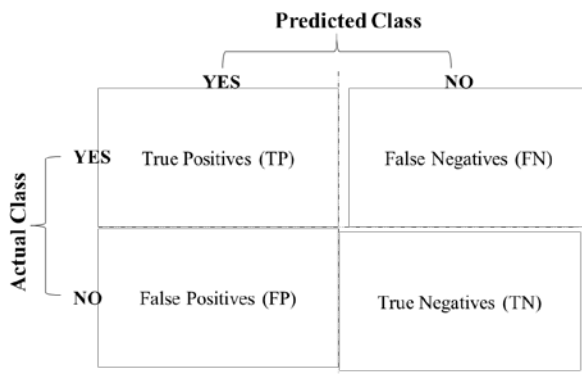 Predicted Class
YES NO
YES True Positives (TP) False Negatives (FN)
Actual Class
NO False Positives (FP) True Negatives (TN)